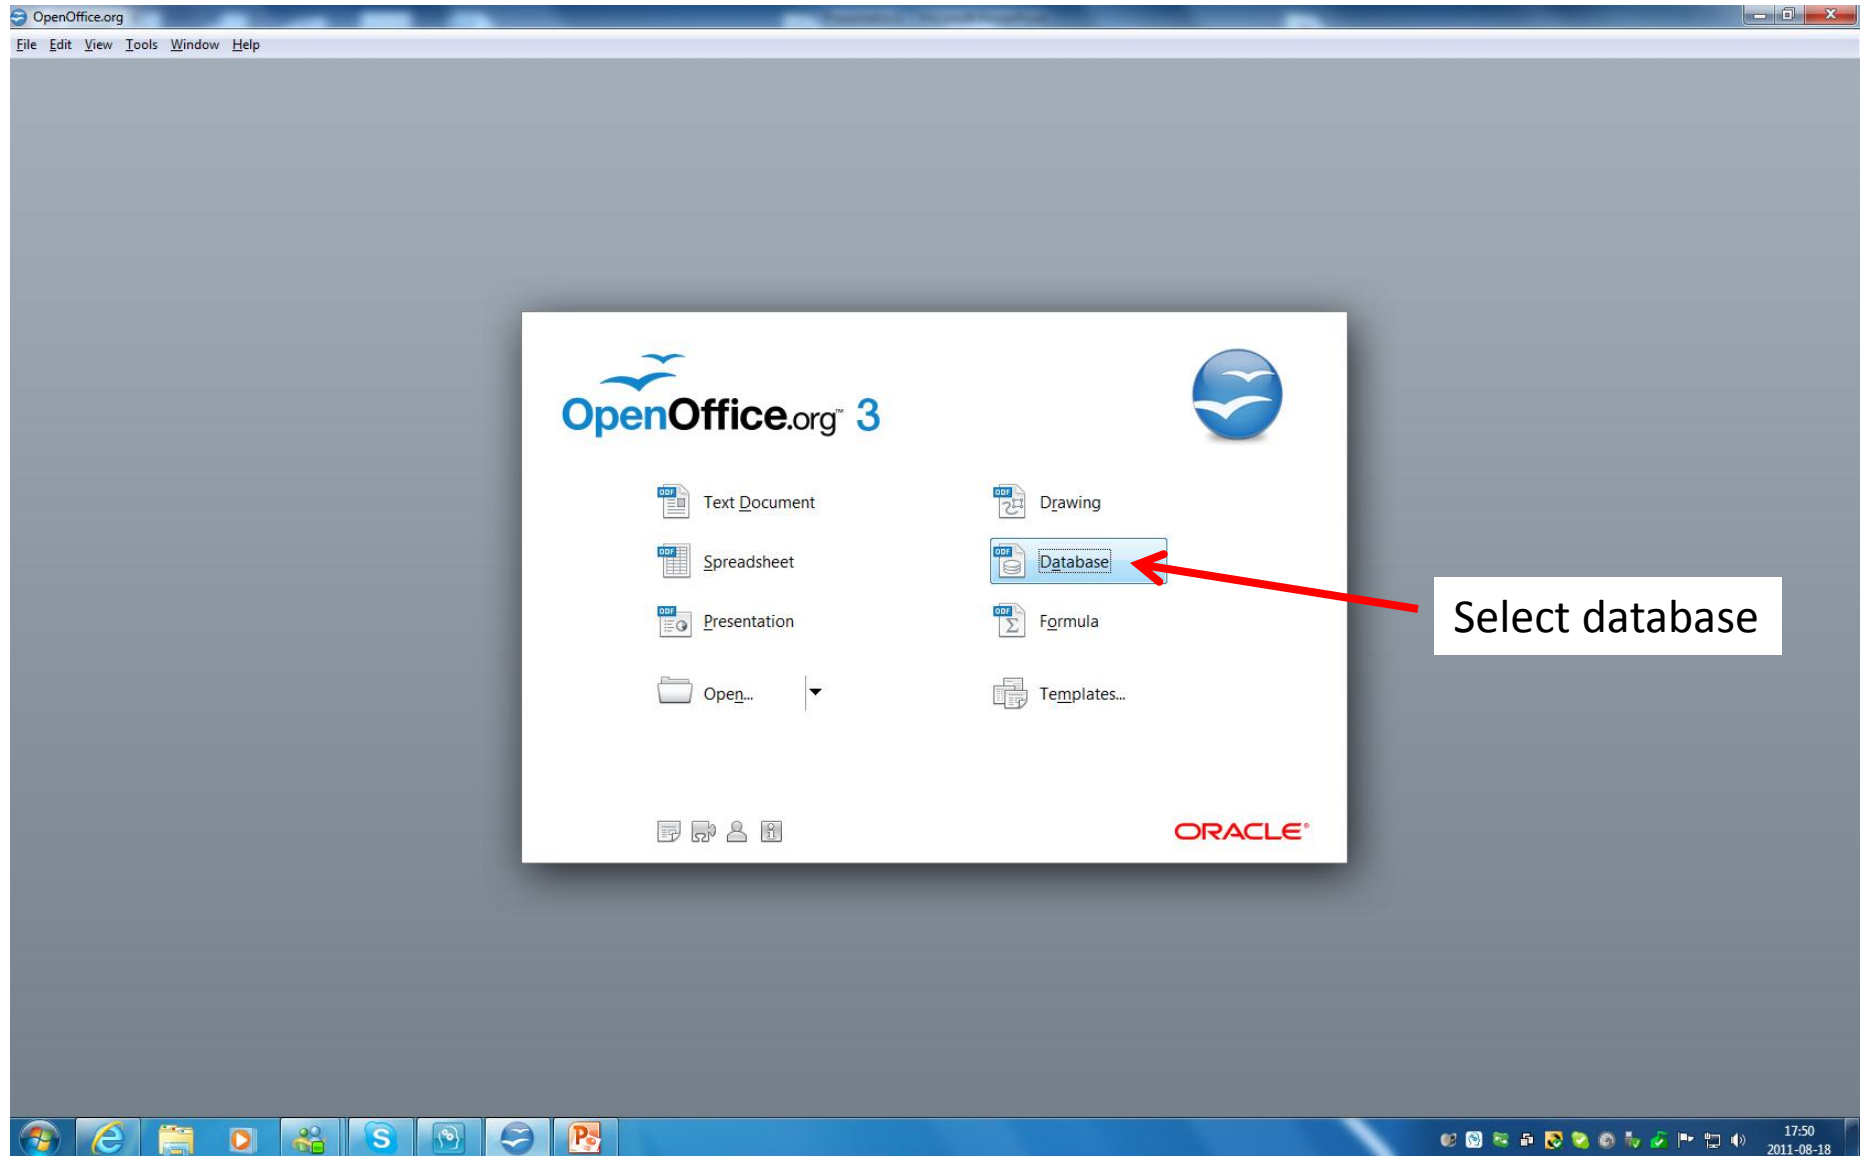 OpenOffice.org
File Edit View Tools Window Help
OpenOffice.org™ 3
Text Document
Drawing
Spreadsheet
Database
Presentation
Formula
Open...
Templates...
Select database
ORACLE®
17:50
2011-08-18